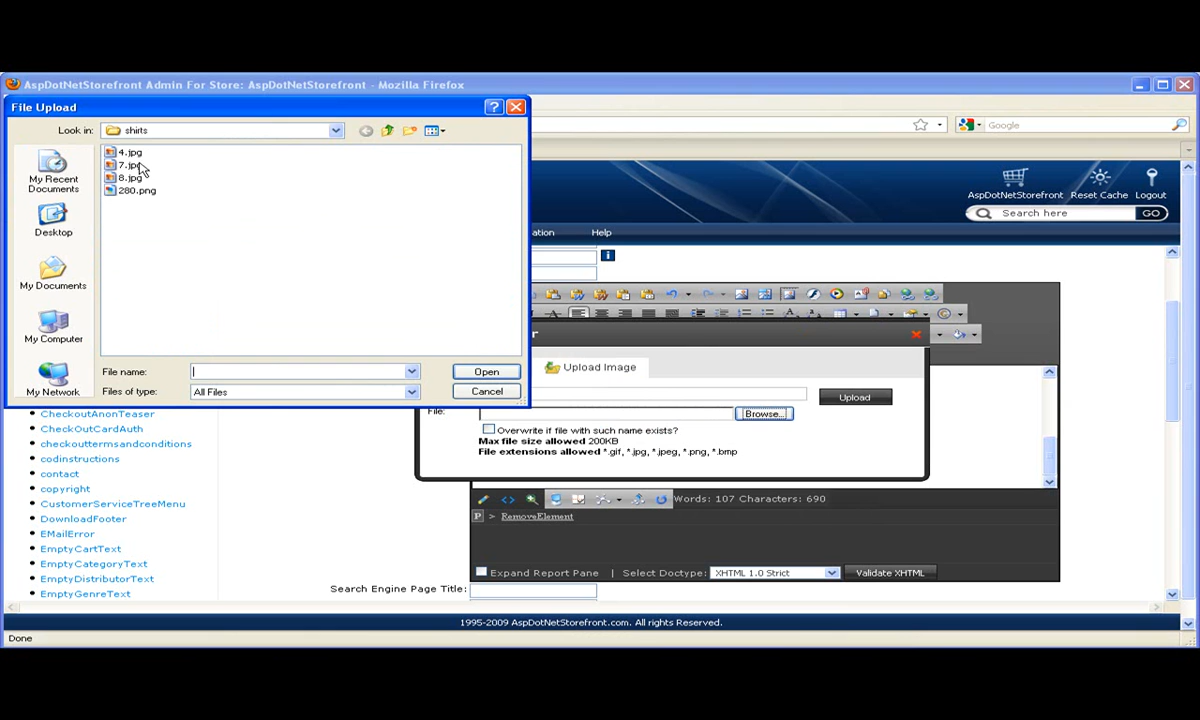 AspDotNetStorefront Admin For Store: AspDotNetStorefront - Mozilla Firefox
File Upload
Look in: shirts
Google
4.jpg
7.jpg
8.jpg
280.png
My Recent Documents
Desktop
My Documents
My Computer
My Network
File name:
Open
Files of type: All Files
Cancel
AspDotNetStorefront Reset Cache Logout
Search here GO
ation Help
r
Upload Image
Upload
File: Browse...
Overwrite if file with such name exists?
Max file size allowed 200KB
File extensions allowed *.gif, *.jpg, *.jpeg, *.png, *.bmp
CheckoutAnonTeaser
CheckOutCardAuth
checkouttermsandconditions
codinstructions
contact
copyright
CustomerServiceTreeMenu
DownloadFooter
EMailError
EmptyCartText
EmptyCategoryText
EmptyDistributorText
EmptyGenreText
Words: 107 Characters: 690
P > RemoveElement
Expand Report Pane | Select Doctype: XHTML 1.0 Strict Validate XHTML
Search Engine Page Title:
1995-2009 AspDotNetStorefront.com. All rights Reserved.
Done